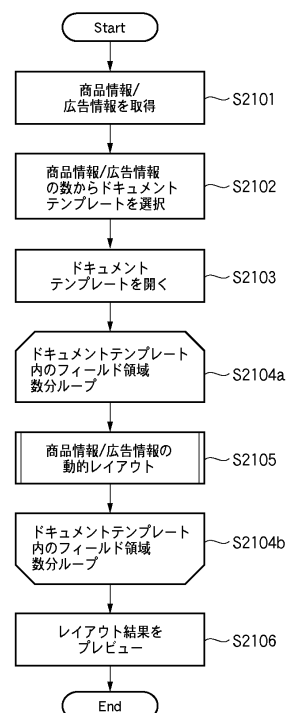 Start
商品情報/
広告情報を取得
S2101
商品情報/広告情報
の数からドキュメント
テンプレートを選択
S2102
ドキュメント
テンプレートを開く
S2103
ドキュメントテンプレート
内のフィールド領域
数分ループ
S2104a
商品情報/広告情報の
動的レイアウト
S2105
ドキュメントテンプレート
内のフィールド領域
数分ループ
S2104b
レイアウト結果を
プレビュー
S2106
End